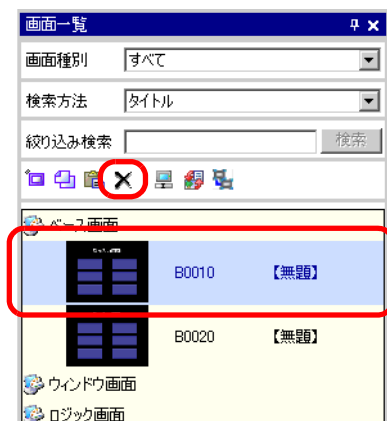 画面一覧
画面種別 すべて
検索方法 タイトル
絞り込み検索 検索
ベース画面
B0010 【無題】
B0020 【無題】
ウィンドウ画面
ロジック画面